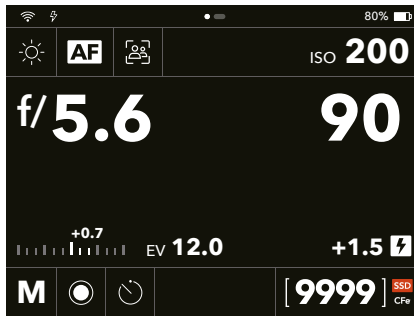 80%
AF ISO 200
f/5.6 90
+0.7
EV 12.0 +1.5
M [9999] SSD
CFe